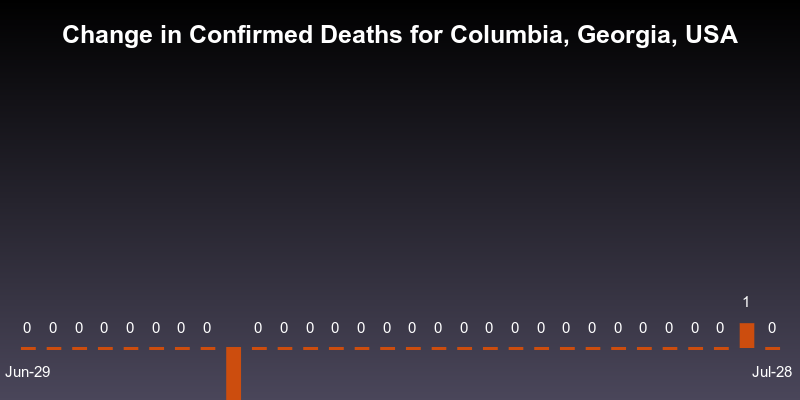 Change in Confirmed Deaths for Columbia, Georgia, USA
1
0 0 0 0 0 0 0 0 0 0 0 0 0 0 0 0 0 0 0 0 0 0 0 0 0 0 0 0
Jun-29 Jul-28